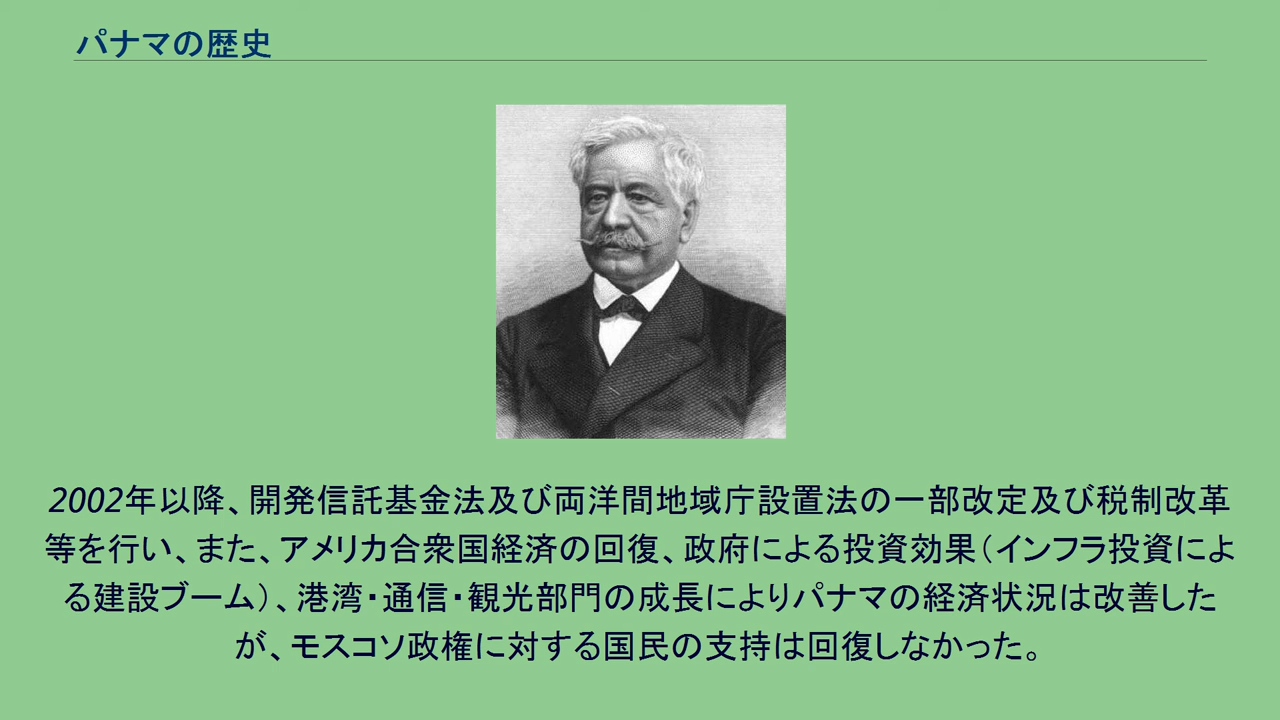 パナマの歴史
2002年以降、開発信託基金法及び両洋間地域庁設置法の一部改定及び税制改革
等を行い、また、アメリカ合衆国経済の回復、政府による投資効果（インフラ投資によ
る建設ブーム）、港湾・通信・観光部門の成長によりパナマの経済状況は改善した
が、モスコソ政権に対する国民の支持は回復しなかった。